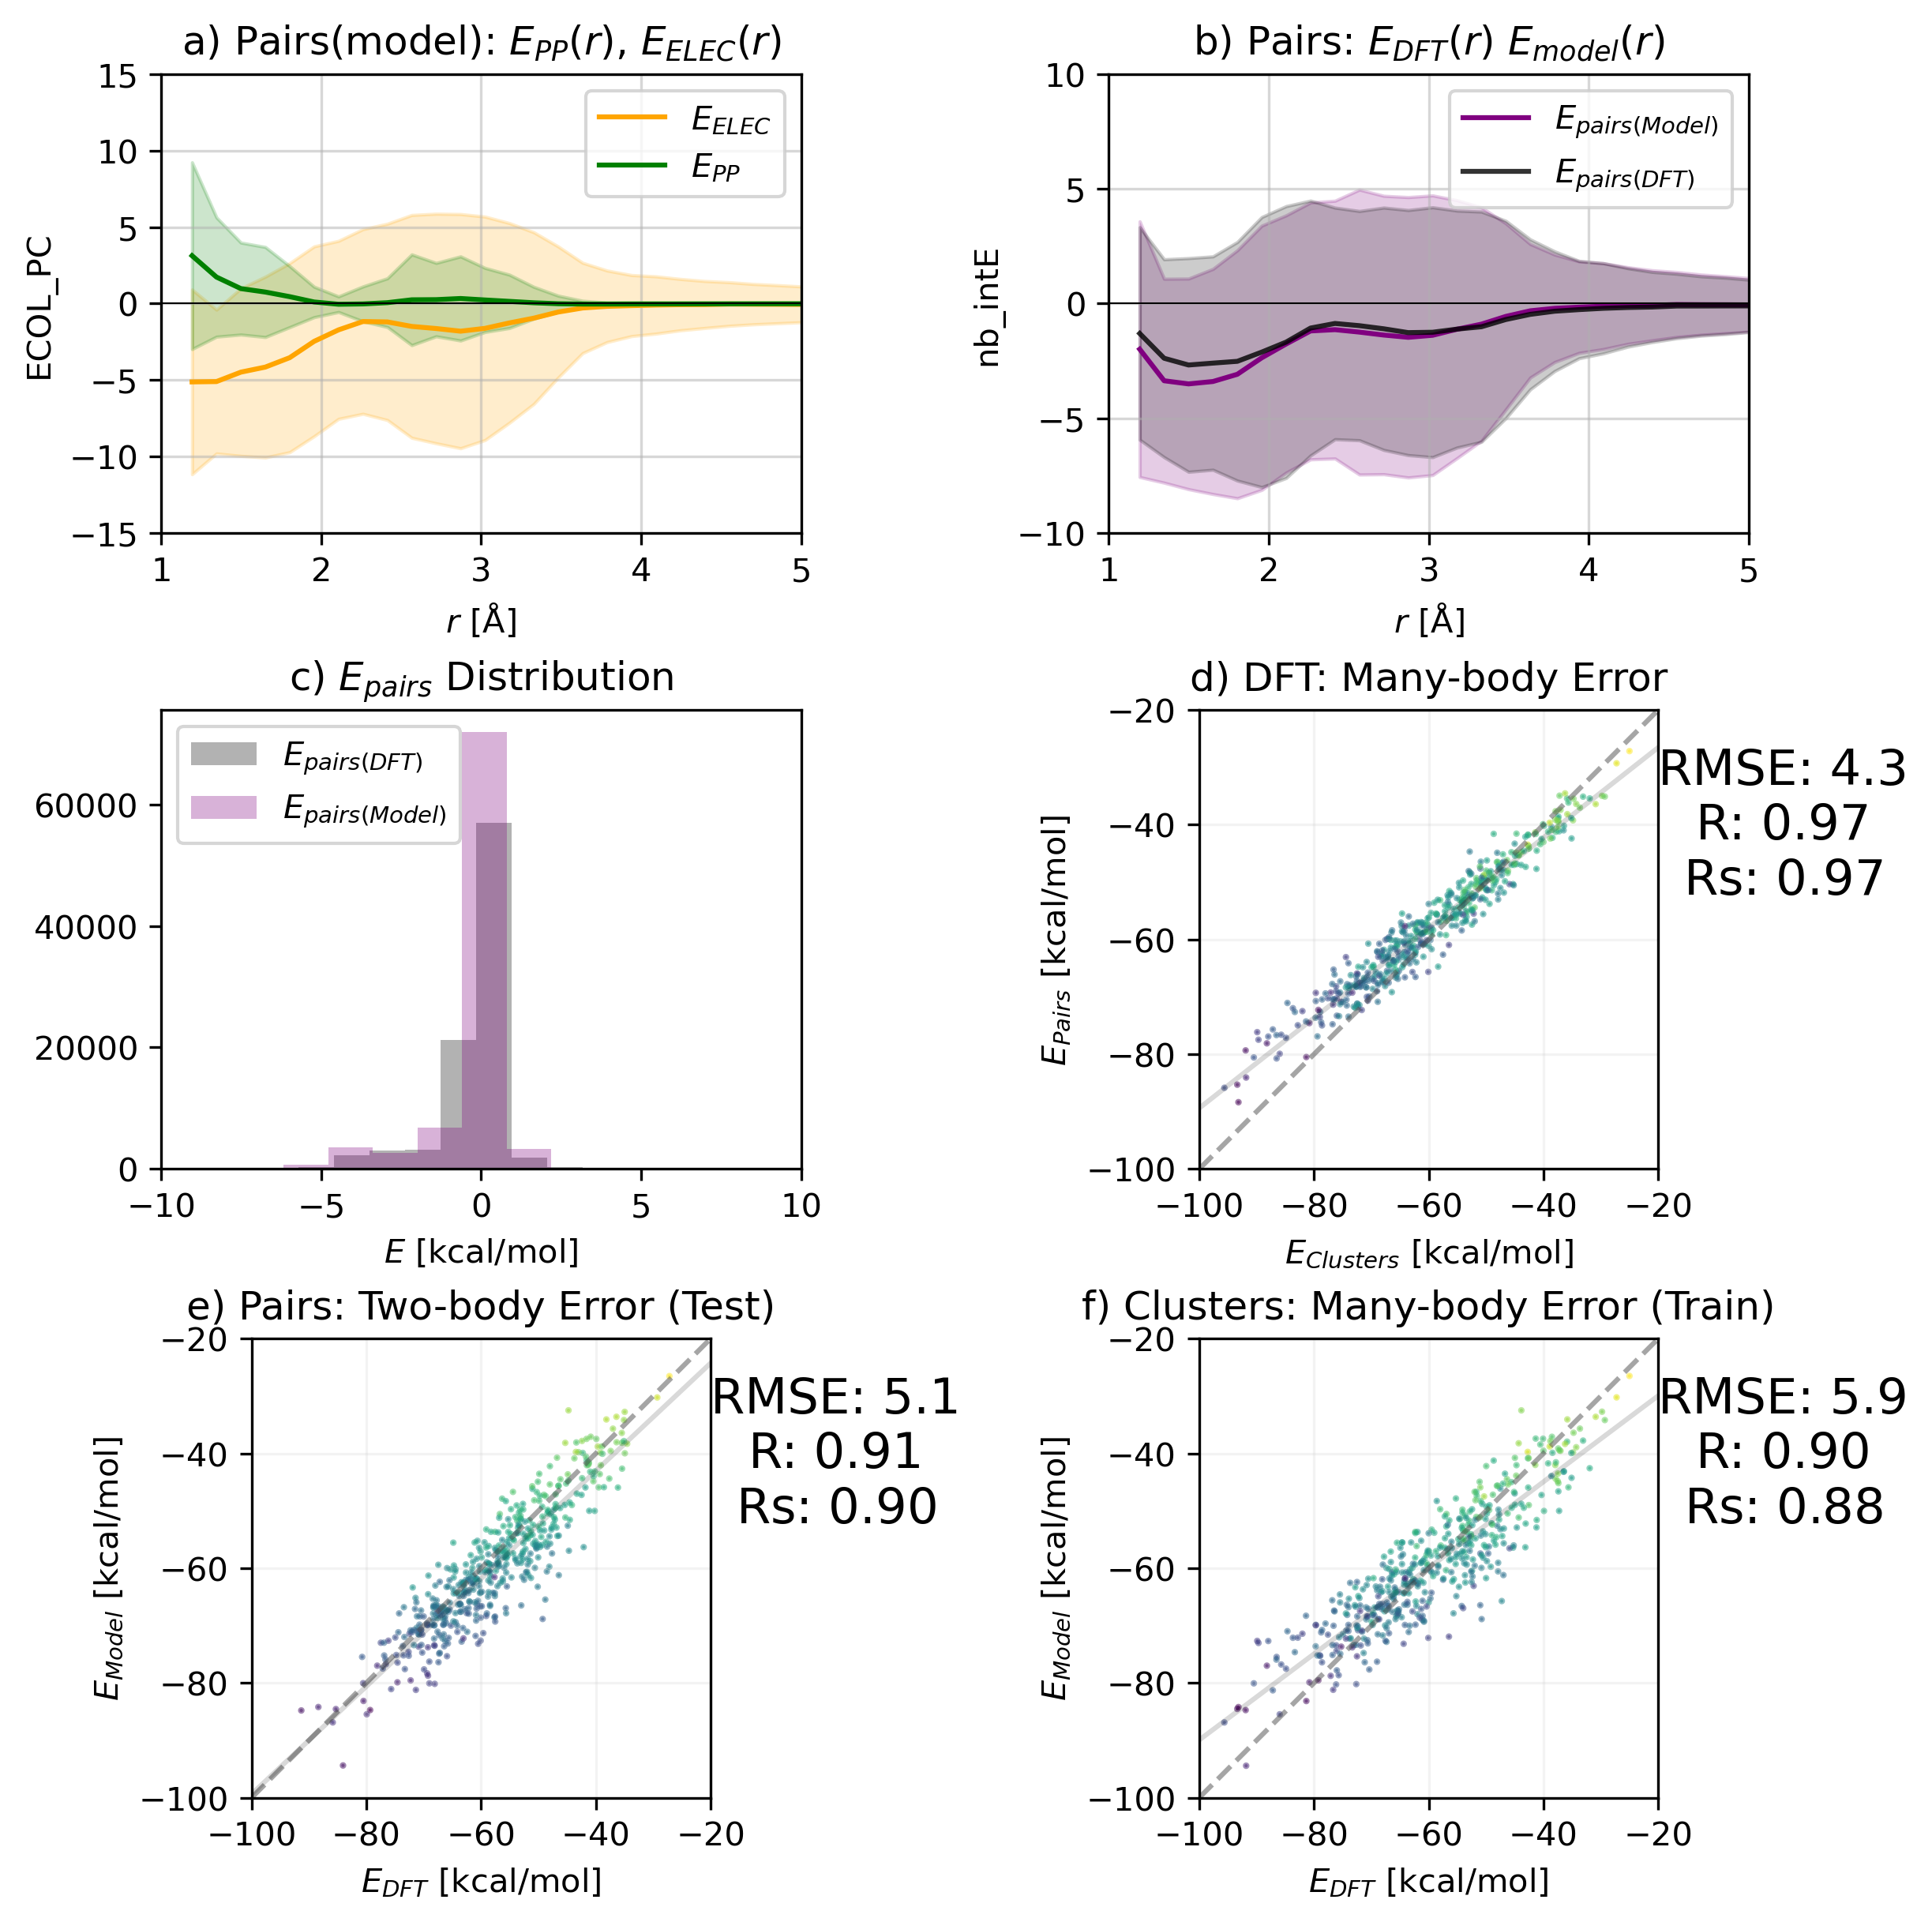 a) Pairs(model): E_PP(r), E_ELEC(r)
15
10
5
0
−5
−10
−15
ECOL_PC
E_ELEC
E_PP
1 2 3 4 5
r [Å]
b) Pairs: E_DFT(r) E_model(r)
10
5
0
−5
−10
nb_intE
E_pairs(Model)
E_pairs(DFT)
1 2 3 4 5
r [Å]
c) E_pairs Distribution
E_pairs(DFT)
E_pairs(Model)
60000
40000
20000
0
−10 −5 0 5 10
E [kcal/mol]
d) DFT: Many-body Error
−20
−40
−60
−80
−100
E_Pairs [kcal/mol]
RMSE: 4.3
R: 0.97
Rs: 0.97
−100 −80 −60 −40 −20
E_Clusters [kcal/mol]
e) Pairs: Two-body Error (Test)
−20
−40
−60
−80
−100
E_Model [kcal/mol]
RMSE: 5.1
R: 0.91
Rs: 0.90
−100 −80 −60 −40 −20
E_DFT [kcal/mol]
f) Clusters: Many-body Error (Train)
−20
−40
−60
−80
−100
E_Model [kcal/mol]
RMSE: 5.9
R: 0.90
Rs: 0.88
−100 −80 −60 −40 −20
E_DFT [kcal/mol]